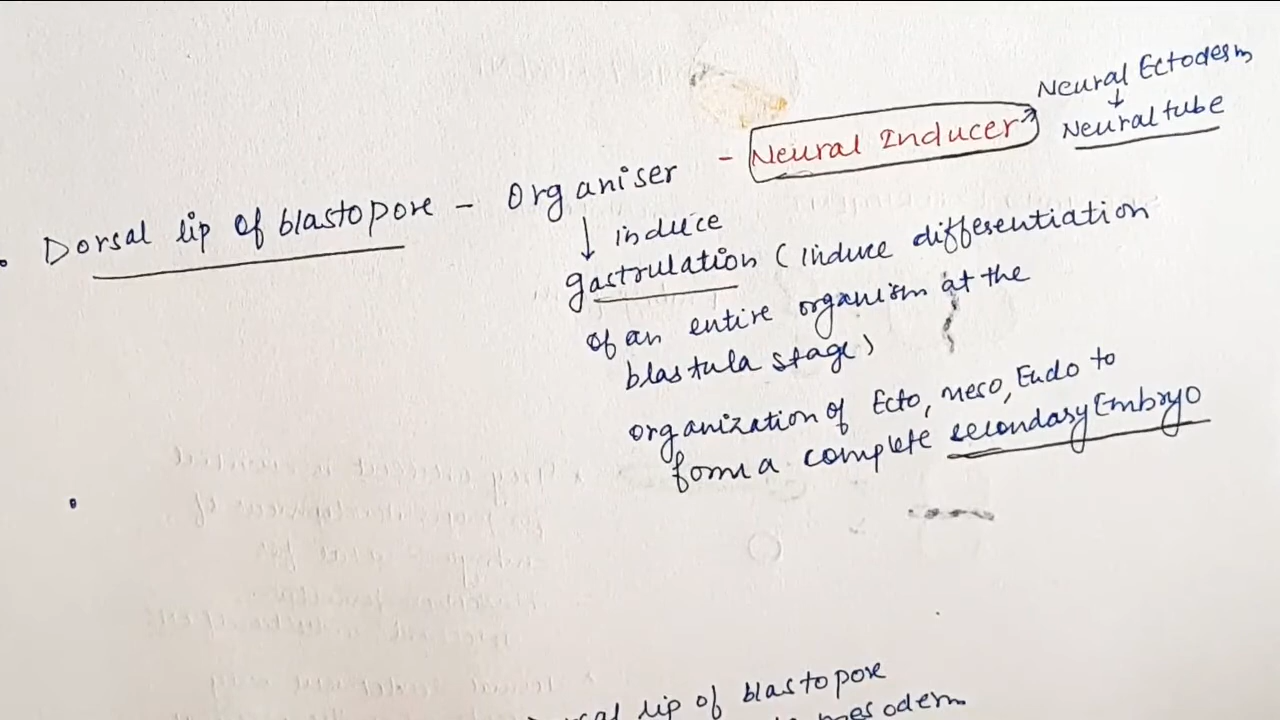 Neural Ectoderm
↓
Neural tube
• Dorsal lip of blastopore - Organiser - Neural Inducer
↓ induce
gastrulation (induce differentiation
of an entire organism at the
blastula stage)
organization of Ecto, meso, Endo to
form a complete secondary Embryo
lip of blastopore
mesoderm